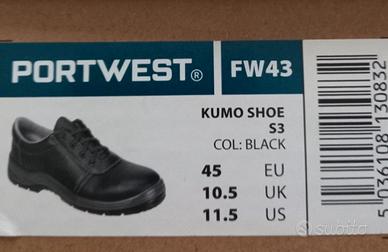 PORTWEST®
FW43
KUMO SHOE
S3
COL: BLACK
45 EU
10.5 UK
11.5 US
5 036108 130832
subito